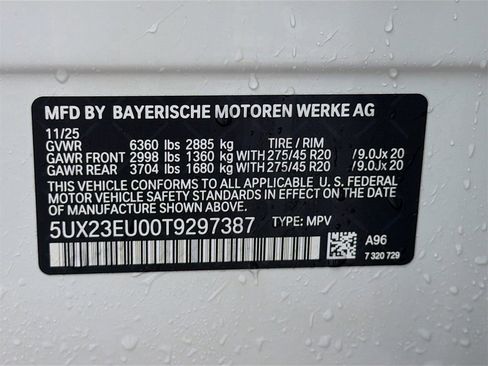 MFD BY BAYERISCHE MOTOREN WERKE AG
11/25
GVWR 6360 lbs 2885 kg TIRE / RIM
GAWR FRONT 2998 lbs 1360 kg WITH 275/45 R20 / 9.0Jx 20
GAWR REAR 3704 lbs 1680 kg WITH 275/45 R20 / 9.0Jx 20
THIS VEHICLE CONFORMS TO ALL APPLICABLE U. S. FEDERAL
MOTOR VEHICLE SAFETY STANDARDS IN EFFECT ON THE DATE
OF MANUFACTURE SHOWN ABOVE.
5UX23EU00T9297387 TYPE: MPV
A96
7 320 729